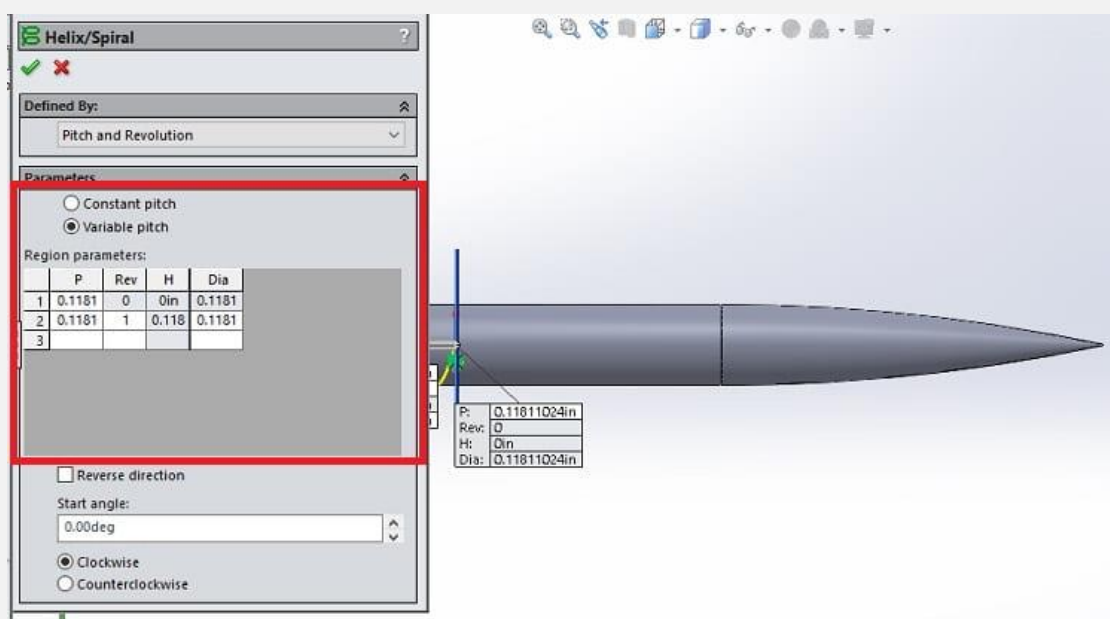 Helix/Spiral ?
Defined By:
Pitch and Revolution
Parameters
Constant pitch
Variable pitch
Region parameters:
P Rev H Dia
1 0.1181 0 0in 0.1181
2 0.1181 1 0.118 0.1181
3
Reverse direction
Start angle:
0.00deg
Clockwise
Counterclockwise
P: 0.11811024in
Rev: 0
H: 0in
Dia: 0.11811024in